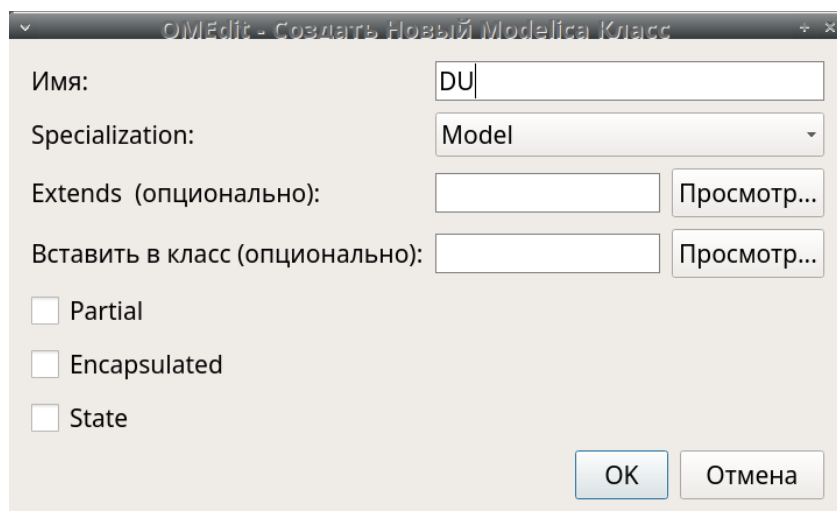 OMEdit - Создать Новый Modelica Класс
Имя: DU
Specialization: Model
Extends (опционально): Просмотр...
Вставить в класс (опционально): Просмотр...
Partial
Encapsulated
State
OK Отмена